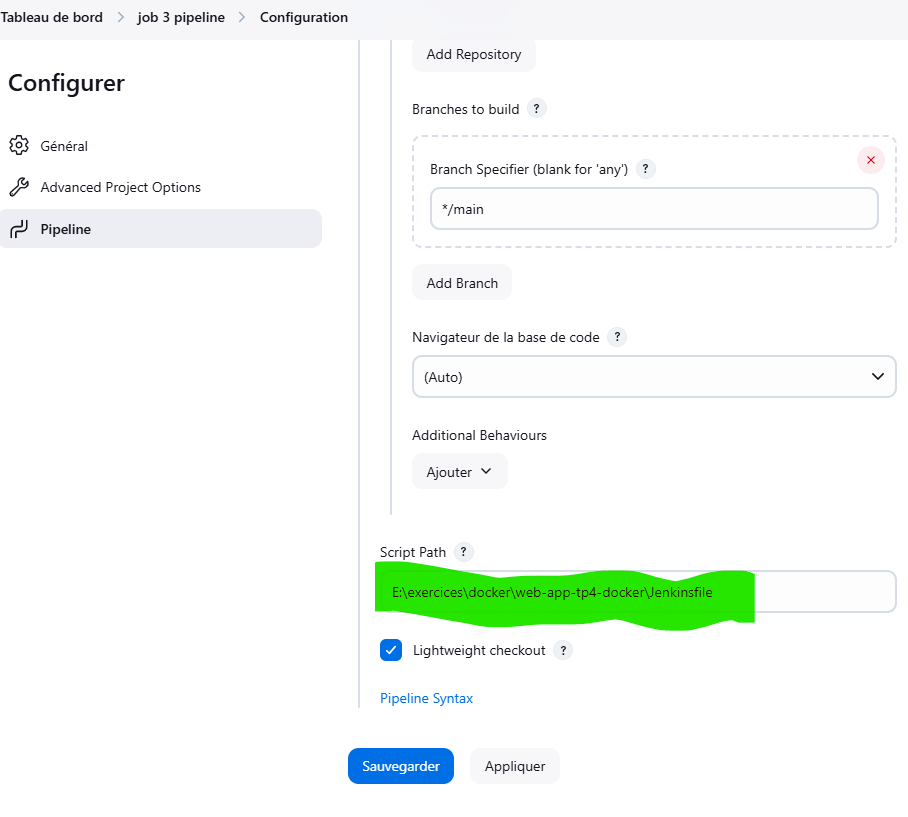 Tableau de bord > job 3 pipeline > Configuration
Configurer
Général
Advanced Project Options
Pipeline
Add Repository
Branches to build ?
Branch Specifier (blank for 'any') ?
*/main
Add Branch
Navigateur de la base de code ?
(Auto)
Additional Behaviours
Ajouter
Script Path ?
E:\exercices\docker\web-app-tp4-docker\Jenkinsfile
Lightweight checkout ?
Pipeline Syntax
Sauvegarder
Appliquer